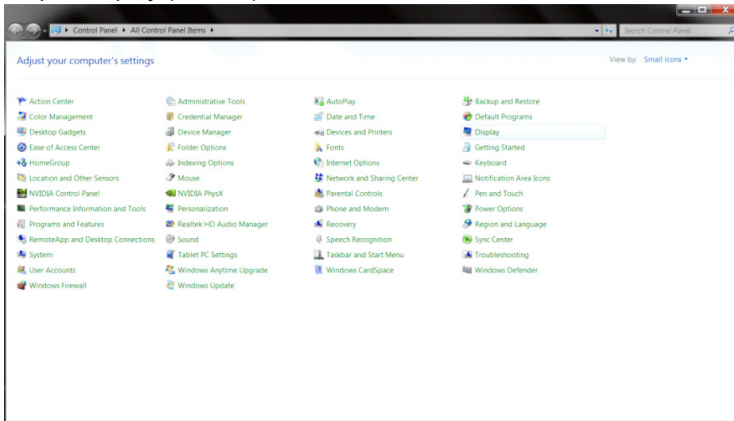 Control Panel ▸ All Control Panel Items ▸
Search Control Panel
Adjust your computer's settings
View by: Small icons
Action Center
Administrative Tools
AutoPlay
Backup and Restore
Color Management
Credential Manager
Date and Time
Default Programs
Desktop Gadgets
Device Manager
Devices and Printers
Display
Ease of Access Center
Folder Options
Fonts
Getting Started
HomeGroup
Indexing Options
Internet Options
Keyboard
Location and Other Sensors
Mouse
Network and Sharing Center
Notification Area Icons
NVIDIA Control Panel
NVIDIA PhysX
Parental Controls
Pen and Touch
Performance Information and Tools
Personalization
Phone and Modem
Power Options
Programs and Features
Realtek HD Audio Manager
Recovery
Region and Language
RemoteApp and Desktop Connections
Sound
Speech Recognition
Sync Center
System
Tablet PC Settings
Taskbar and Start Menu
Troubleshooting
User Accounts
Windows Anytime Upgrade
Windows CardSpace
Windows Defender
Windows Firewall
Windows Update